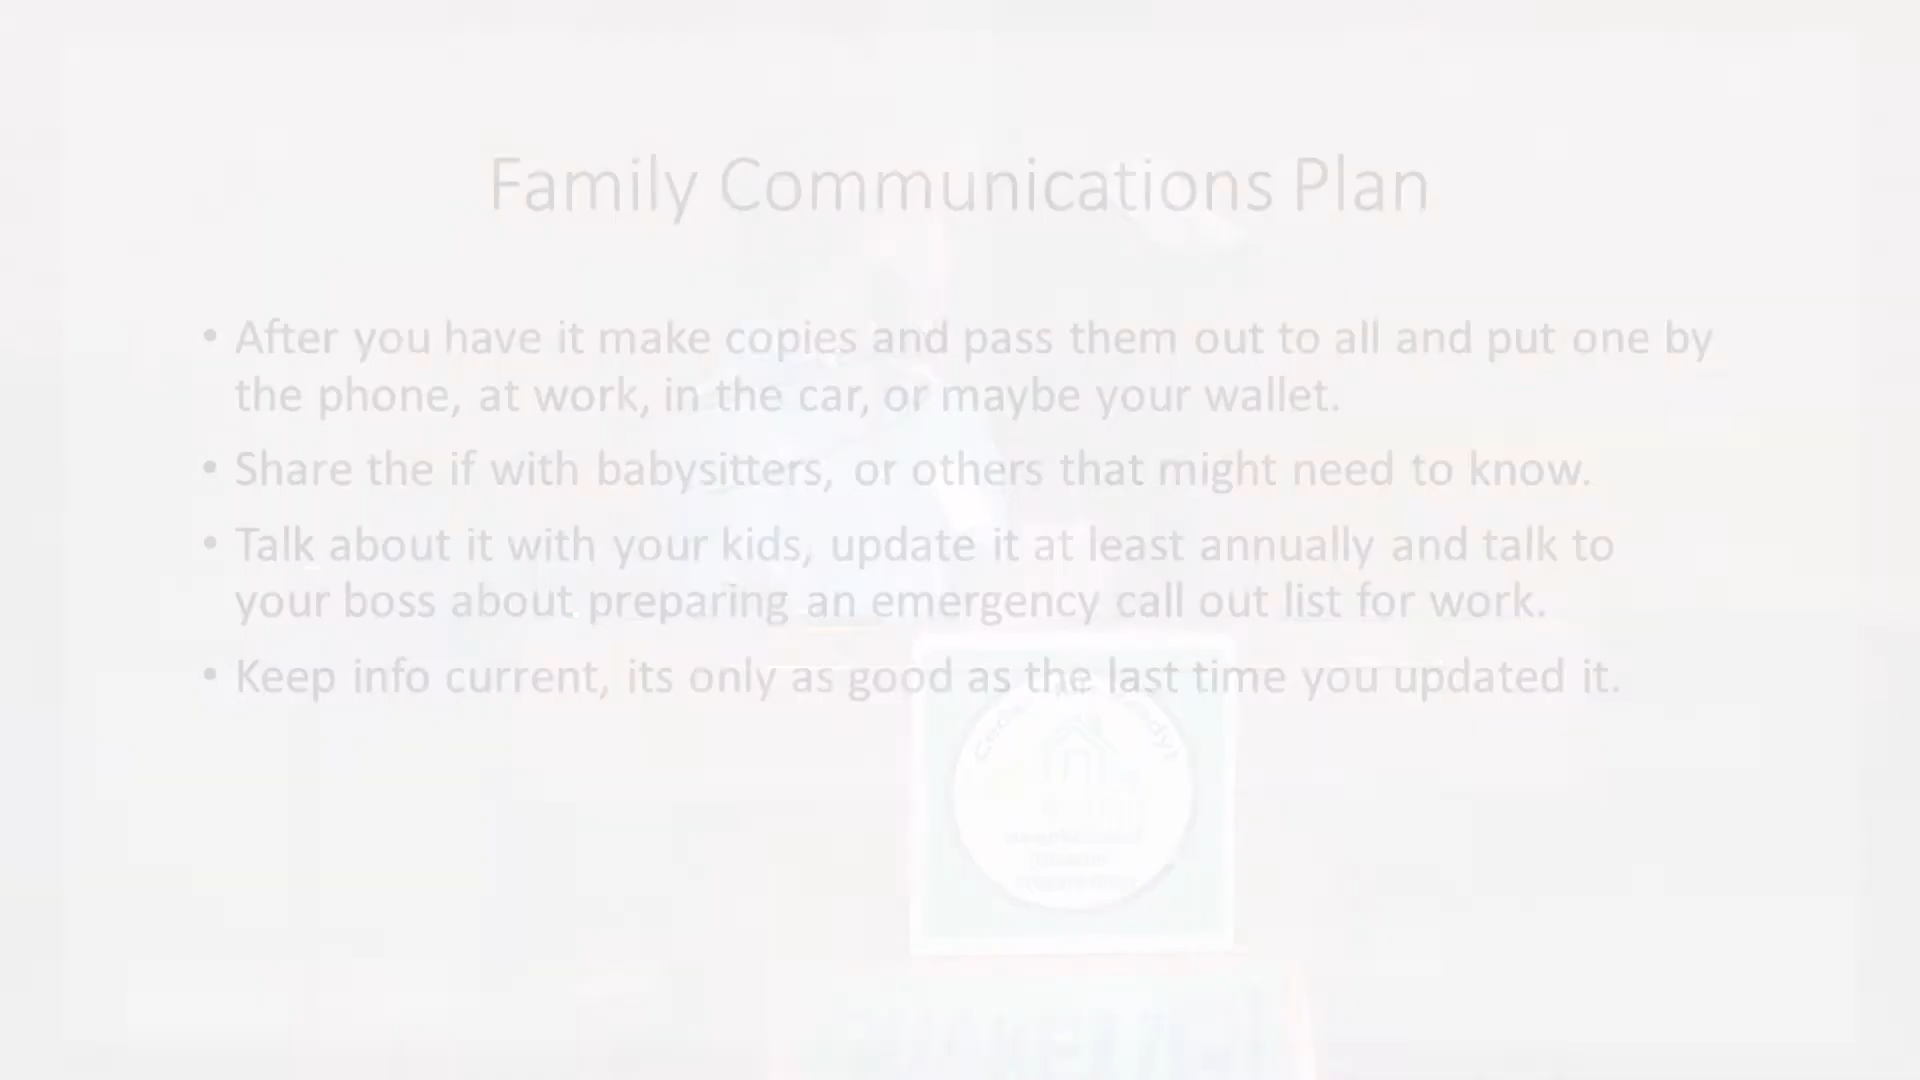 Family Communications Plan
• After you have it make copies and pass them out to all and put one by
the phone, at work, in the car, or maybe your wallet.
• Share the if with babysitters, or others that might need to know.
• Talk about it with your kids, update it at least annually and talk to
your boss about preparing an emergency call out list for work.
• Keep info current, its only as good as the last time you updated it.